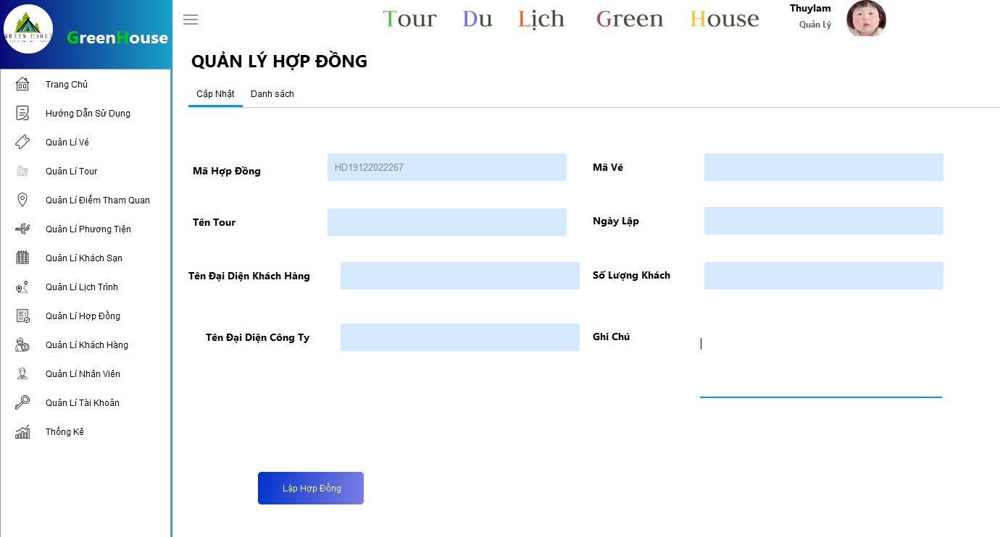 GREEN HOUSE
GreenHouse
Tour Du Lịch Green House
Thuylam
Quản Lý
Trang Chủ
Hướng Dẫn Sử Dụng
Quản Lí Vé
Quản Lí Tour
Quản Lí Điểm Tham Quan
Quản Lí Phương Tiện
Quản Lí Khách Sạn
Quản Lí Lịch Trình
Quản Lí Hợp Đồng
Quản Lí Khách Hàng
Quản Lí Nhân Viên
Quản Lí Tài Khoản
Thống Kê
QUẢN LÝ HỢP ĐỒNG
Cập Nhật Danh sách
Mã Hợp Đồng HD19122022267 Mã Vé
Tên Tour Ngày Lập
Tên Đại Diện Khách Hàng Số Lượng Khách
Tên Đại Diện Công Ty Ghi Chú
Lập Hợp Đồng